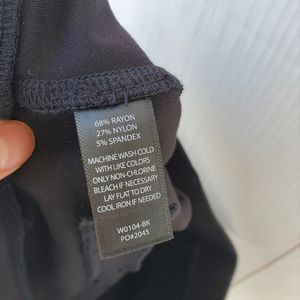 68% RAYON
27% NYLON
5% SPANDEX
MACHINE WASH COLD
WITH LIKE COLORS
ONLY NON-CHLORINE
BLEACH IF NECESSARY
LAY FLAT TO DRY
COOL IRON IF NEEDED
W0104-BK
PO#2045